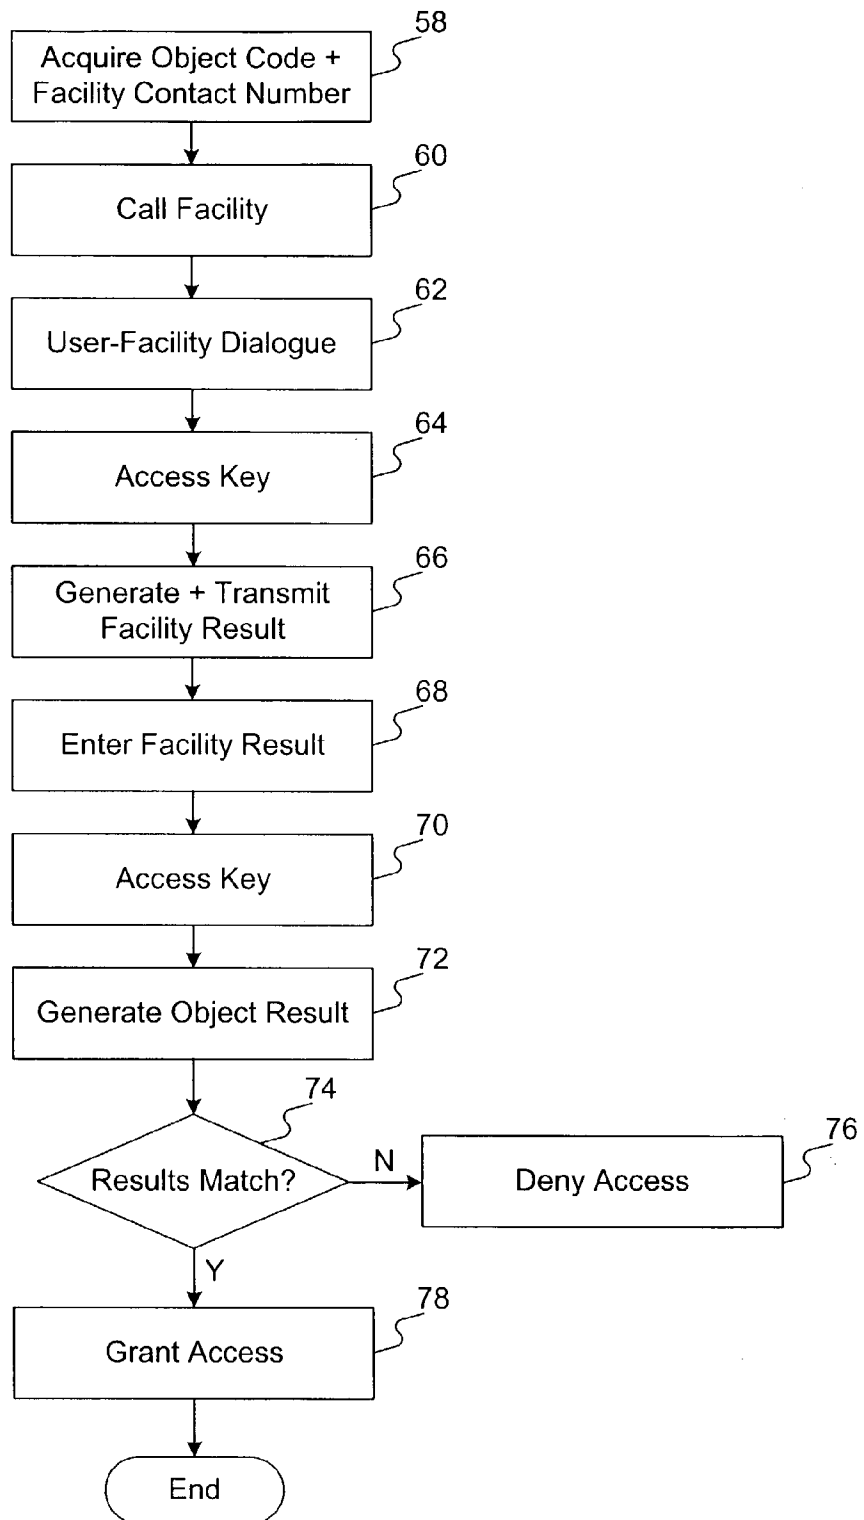 58
Acquire Object Code +
Facility Contact Number
60
Call Facility
62
User-Facility Dialogue
64
Access Key
66
Generate + Transmit
Facility Result
68
Enter Facility Result
70
Access Key
72
Generate Object Result
74
Results Match?
N
76
Deny Access
Y
78
Grant Access
End